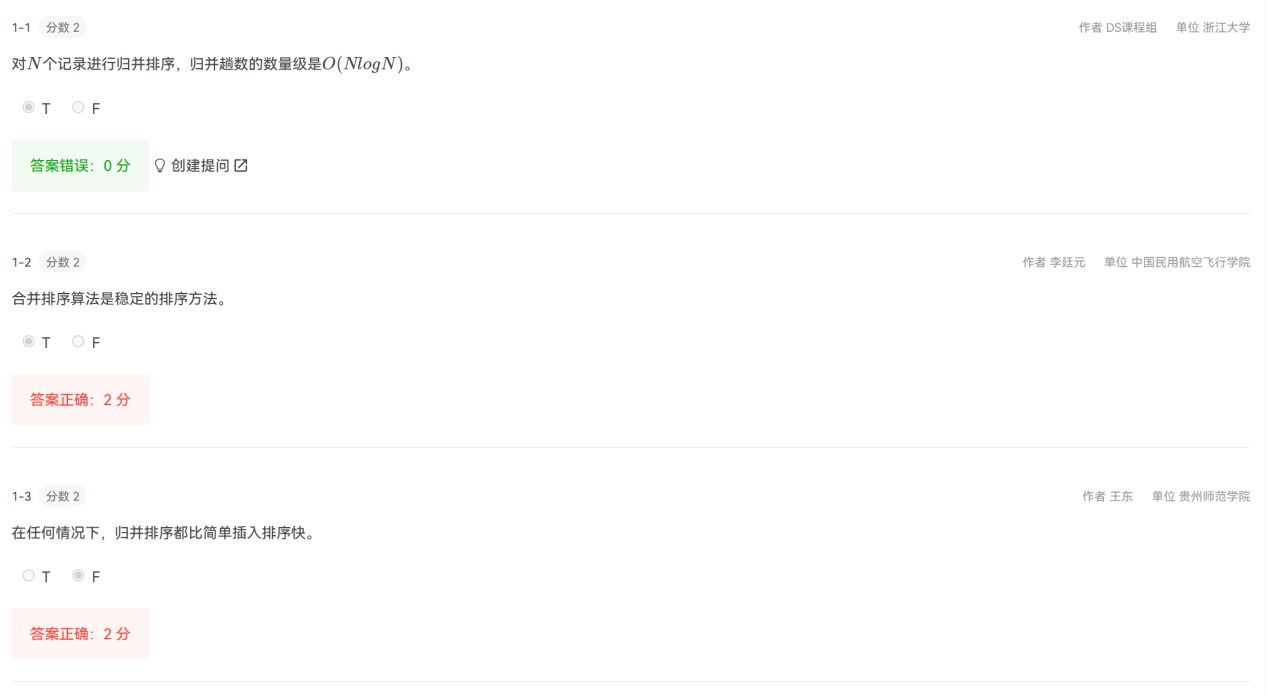 1-1 分数 2 作者 DS课程组 单位 浙江大学
对N个记录进行归并排序，归并趟数的数量级是O(NlogN)。
T F
答案错误：0 分 创建提问
1-2 分数 2 作者 李廷元 单位 中国民用航空飞行学院
合并排序算法是稳定的排序方法。
T F
答案正确：2 分
1-3 分数 2 作者 王东 单位 贵州师范学院
在任何情况下，归并排序都比简单插入排序快。
T F
答案正确：2 分